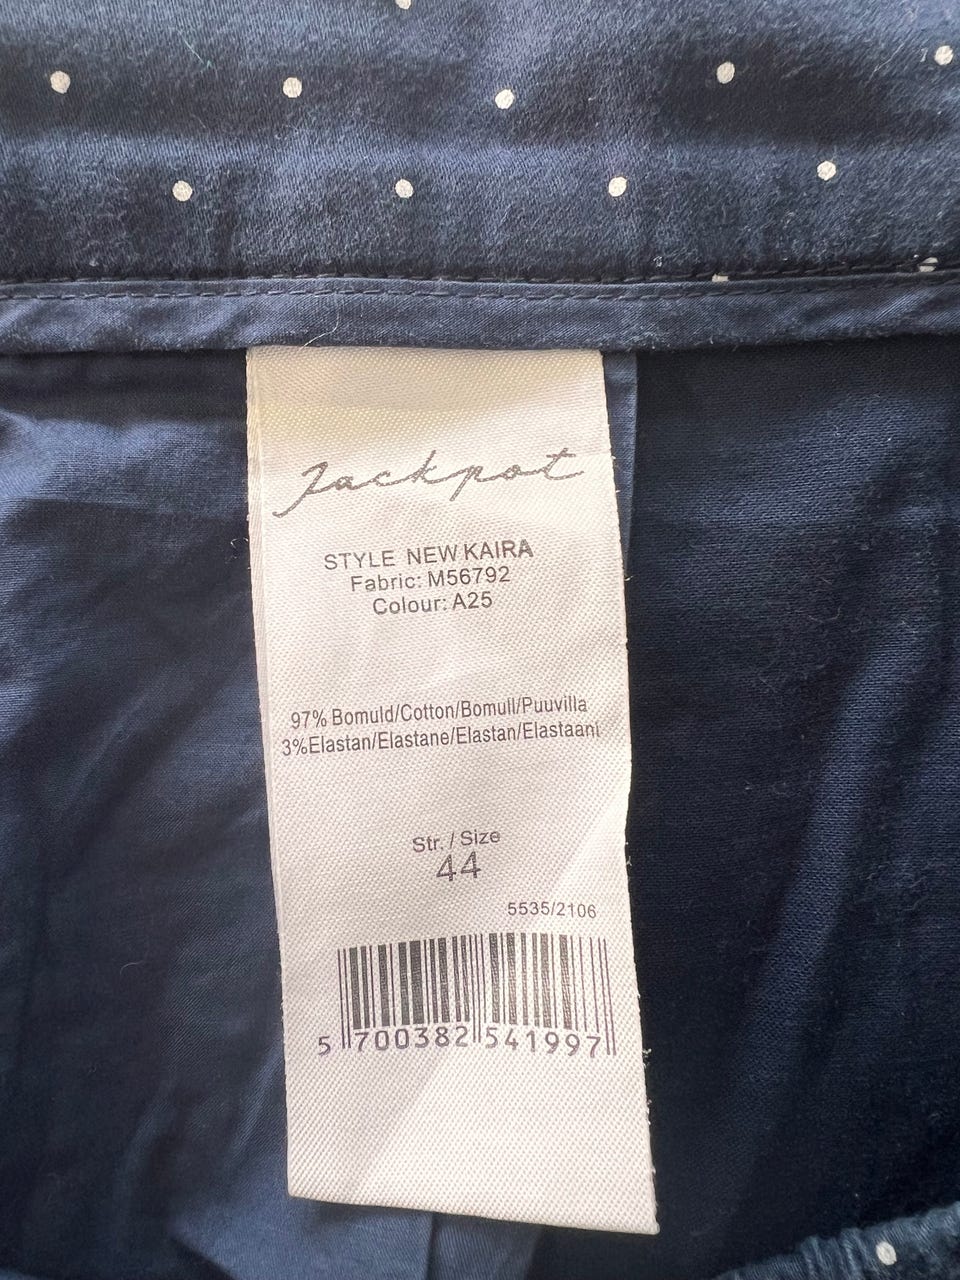 Jackpot
STYLE NEW KAIRA
Fabric: M56792
Colour: A25
97% Bomuld/Cotton/Bomull/Puuvilla
3%Elastan/Elastane/Elastan/Elastaani
Str. / Size
44
5535/2106
5 700382 541997